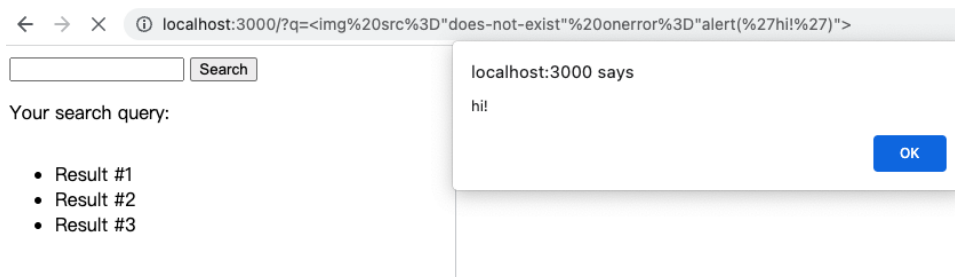 localhost:3000/?q=<img%20src%3D"does-not-exist"%20onerror%3D"alert(%27hi!%27)">
Search
localhost:3000 says
hi!
OK
Your search query:
Result #1
Result #2
Result #3